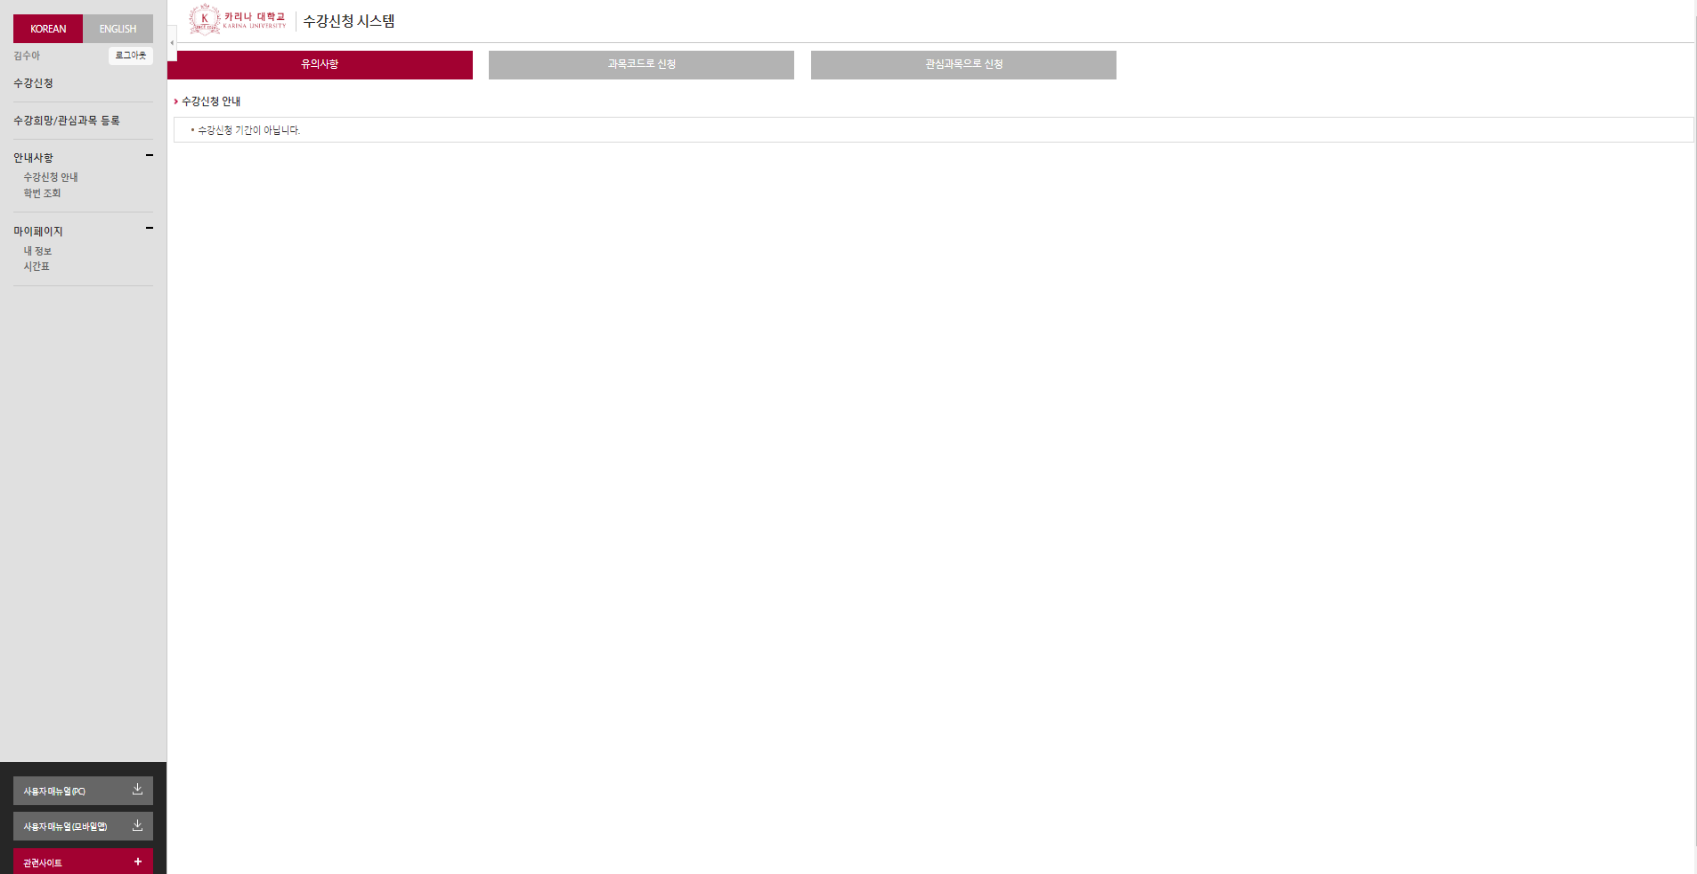 KOREAN ENGLISH
김수아 로그아웃
수강신청
수강희망/관심과목 등록
안내사항
수강신청 안내
학번 조회
마이페이지
내 정보
시간표
사용자 매뉴얼(PC)
사용자 매뉴얼(모바일앱)
관련사이트 +
K 카리나 대학교
KARINA UNIVERSITY
수강신청 시스템
유의사항 과목코드로 신청 관심과목으로 신청
수강신청 안내
• 수강신청 기간이 아닙니다.